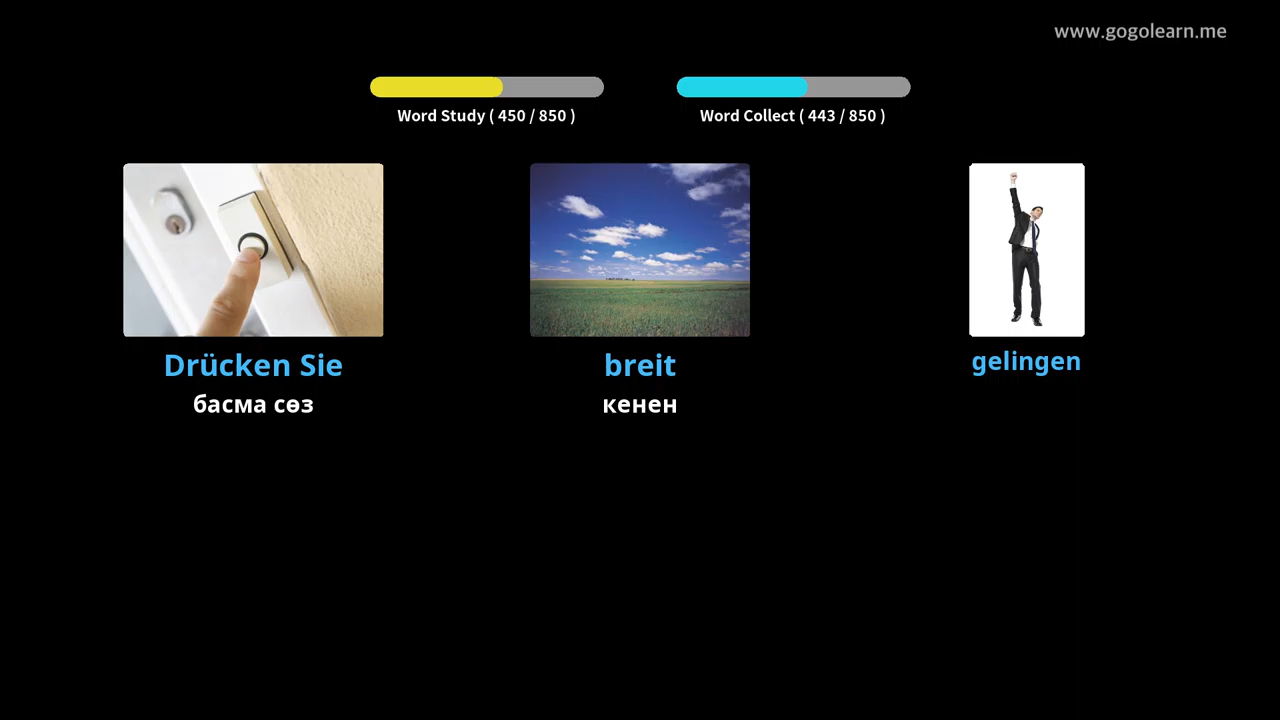 www.gogolearn.me
Word Study ( 450 / 850 )
Word Collect ( 443 / 850 )
Drücken Sie
басма сөз
breit
кенен
gelingen